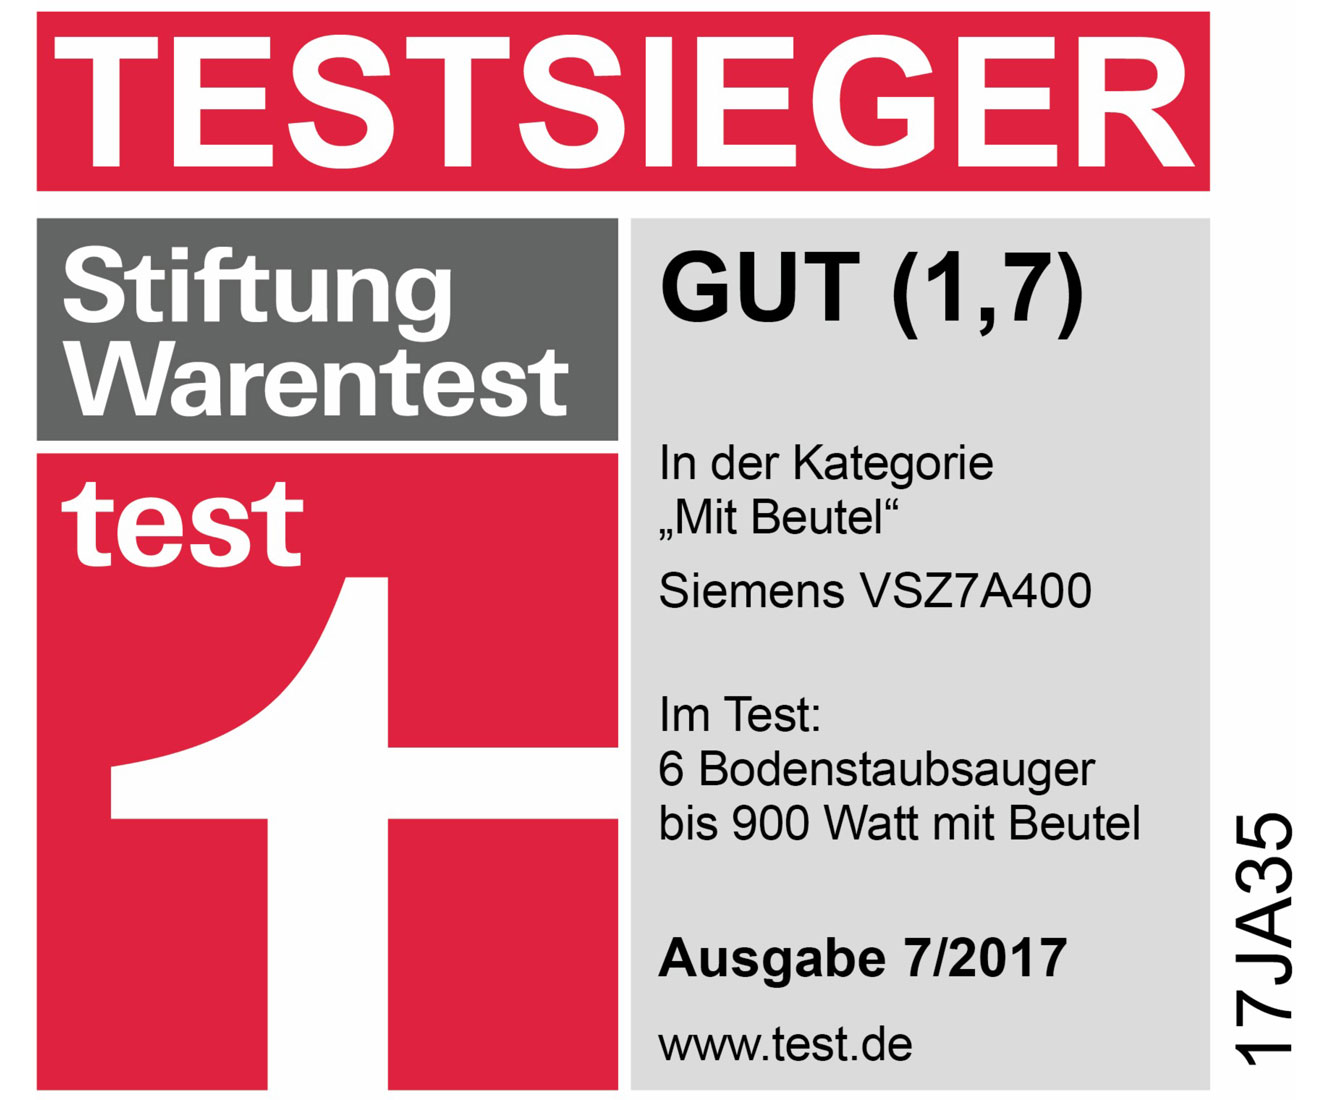 TESTSIEGER
Stiftung
Warentest
test
GUT (1,7)
In der Kategorie
„Mit Beutel“
Siemens VSZ7A400
Im Test:
6 Bodenstaubsauger
bis 900 Watt mit Beutel
Ausgabe 7/2017
www.test.de
17JA35